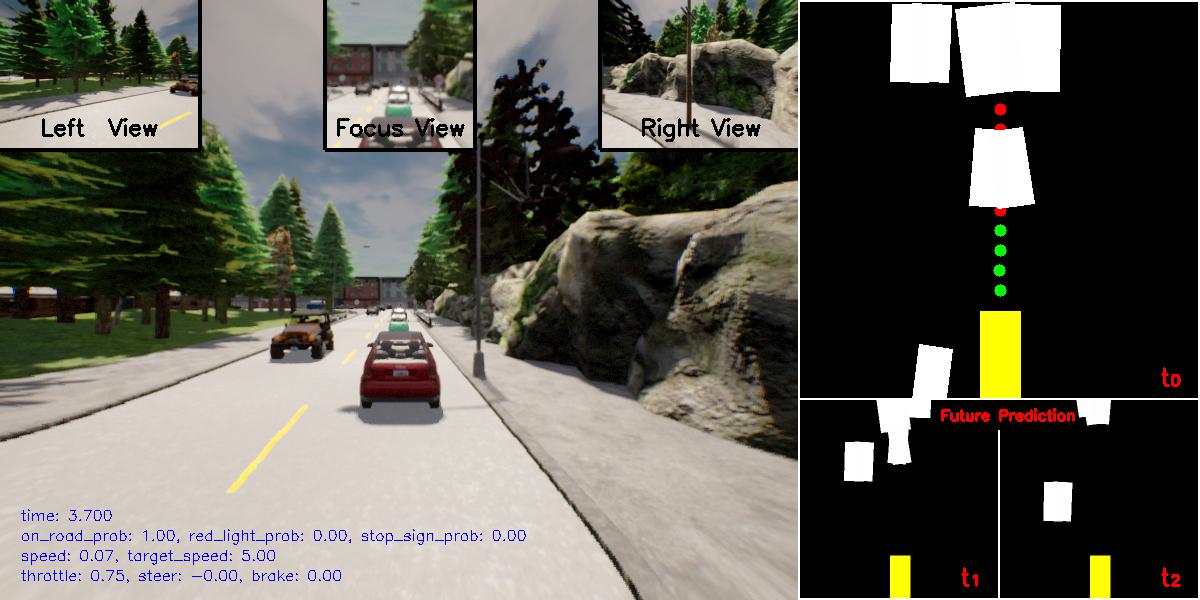 Left View
Focus View
Right View
t0
Future Prediction
time: 3.700
on_road_prob: 1.00, red_light_prob: 0.00, stop_sign_prob: 0.00
speed: 0.07, target_speed: 5.00
throttle: 0.75, steer: −0.00, brake: 0.00
t1
t2